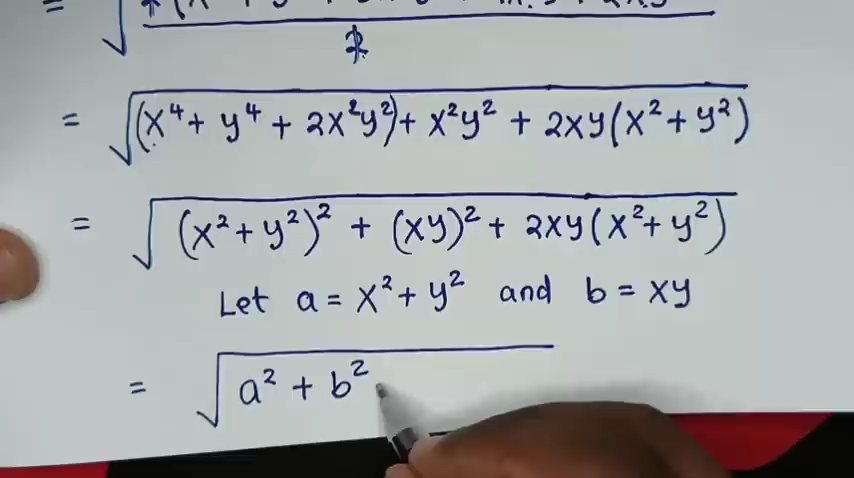 = √((x⁴ + y⁴ + 2x²y²) + x²y² + 2xy(x² + y²))
= √((x² + y²)² + (xy)² + 2xy(x² + y²))
Let a = x² + y² and b = xy
= √(a² + b²